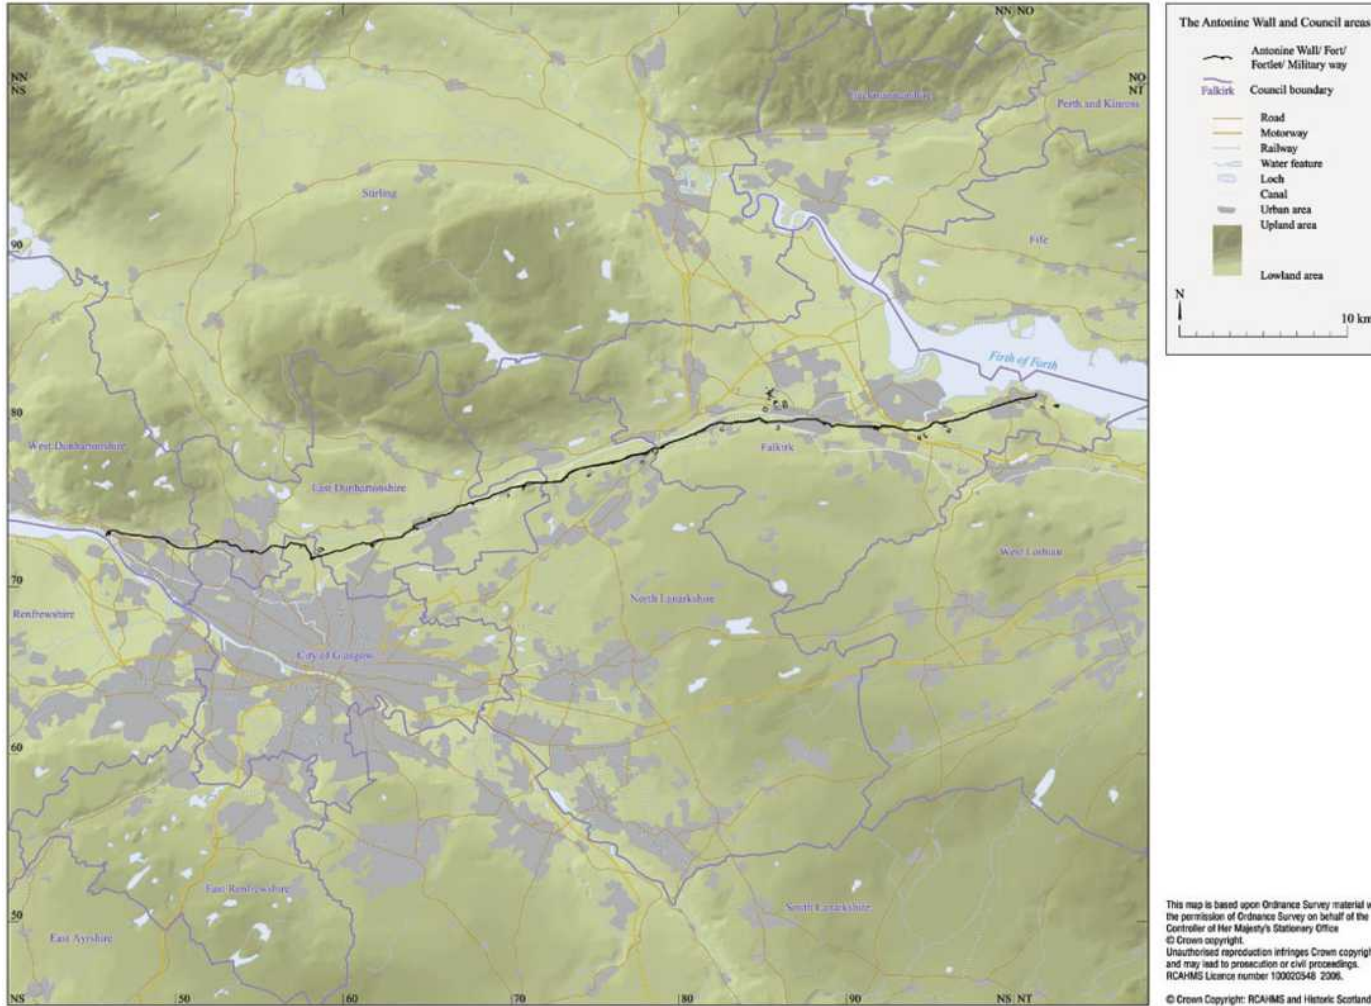 NN NO
NN
NS
NO
NT
Clackmannanshire
Perth and Kinross
Stirling
90
Fife
Firth of Forth
80
West Dunbartonshire
Falkirk
East Dunbartonshire
West Lothian
70
Renfrewshire
North Lanarkshire
City of Glasgow
60
East Renfrewshire
50
South Lanarkshire
East Ayrshire
NS 50 60 70 80 90 NS NT
The Antonine Wall and Council areas
Antonine Wall/ Fort/
Fortlet/ Military way
Falkirk Council boundary
Road
Motorway
Railway
Water feature
Loch
Canal
Urban area
Upland area
Lowland area
N
10 km
This map is based upon Ordnance Survey material w
the permission of Ordnance Survey on behalf of the
Controller of Her Majesty's Stationery Office
© Crown copyright.
Unauthorised reproduction infringes Crown copyrigh
and may lead to prosecution or civil proceedings.
RCAHMS Licence number 100020548 2006.
© Crown Copyright: RCAHMS and Historic Scotland